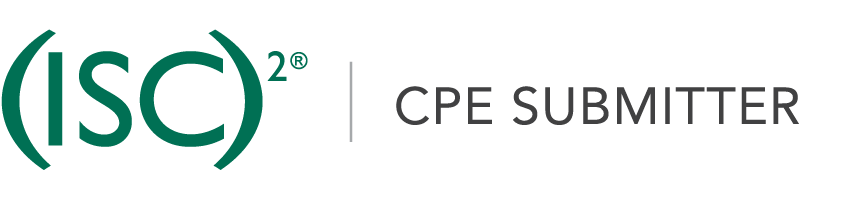 (ISC)²® | CPE SUBMITTER